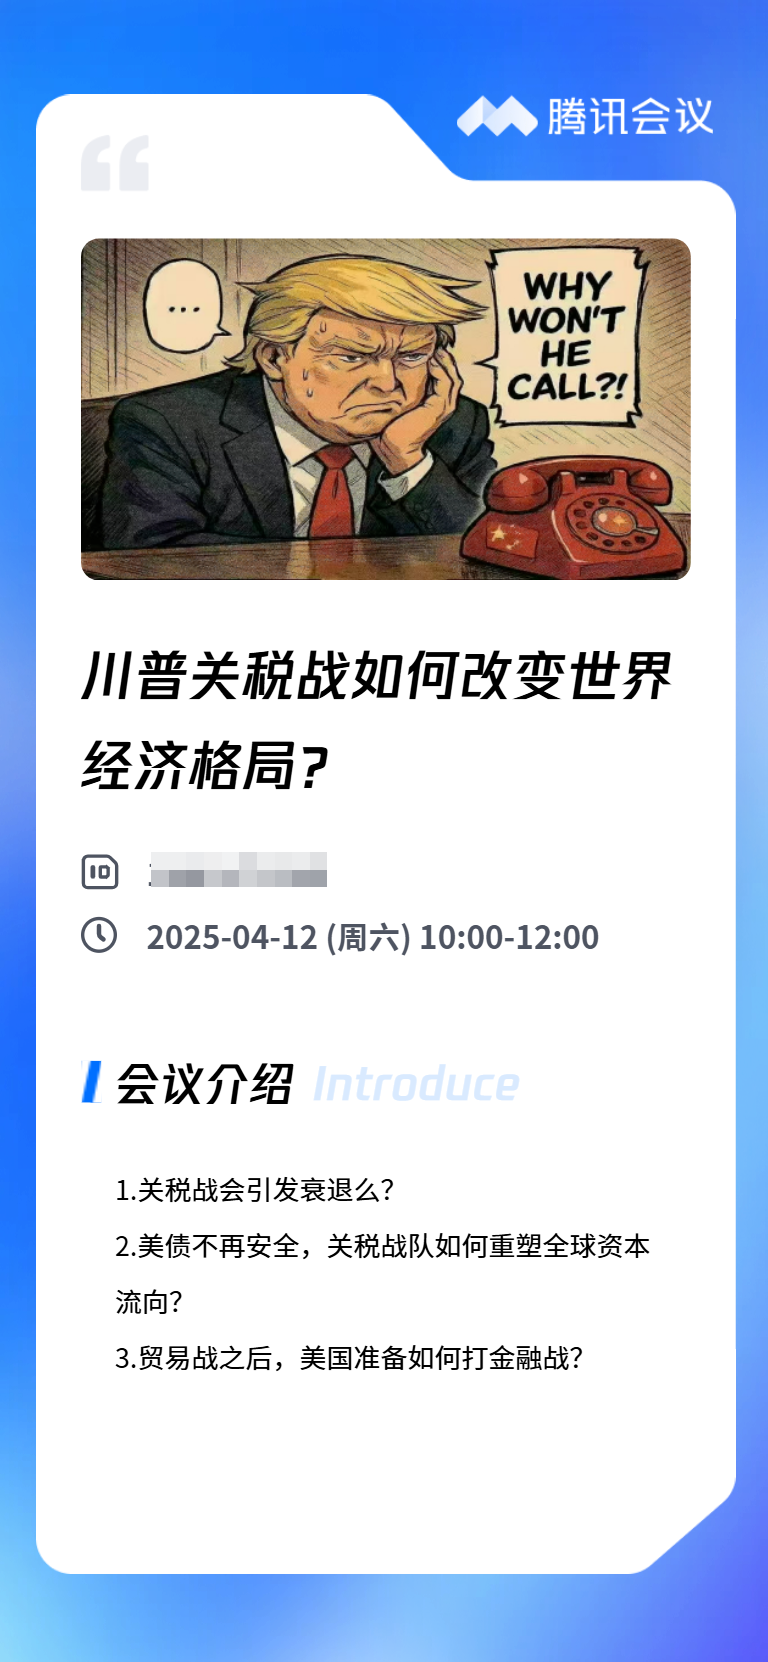 腾讯会议
...
WHY
WON'T
HE
CALL?!
川普关税战如何改变世界
经济格局?
ID
2025-04-12 (周六) 10:00-12:00
会议介绍 Introduce
1.关税战会引发衰退么？
2.美债不再安全，关税战队如何重塑全球资本
流向？
3.贸易战之后，美国准备如何打金融战？